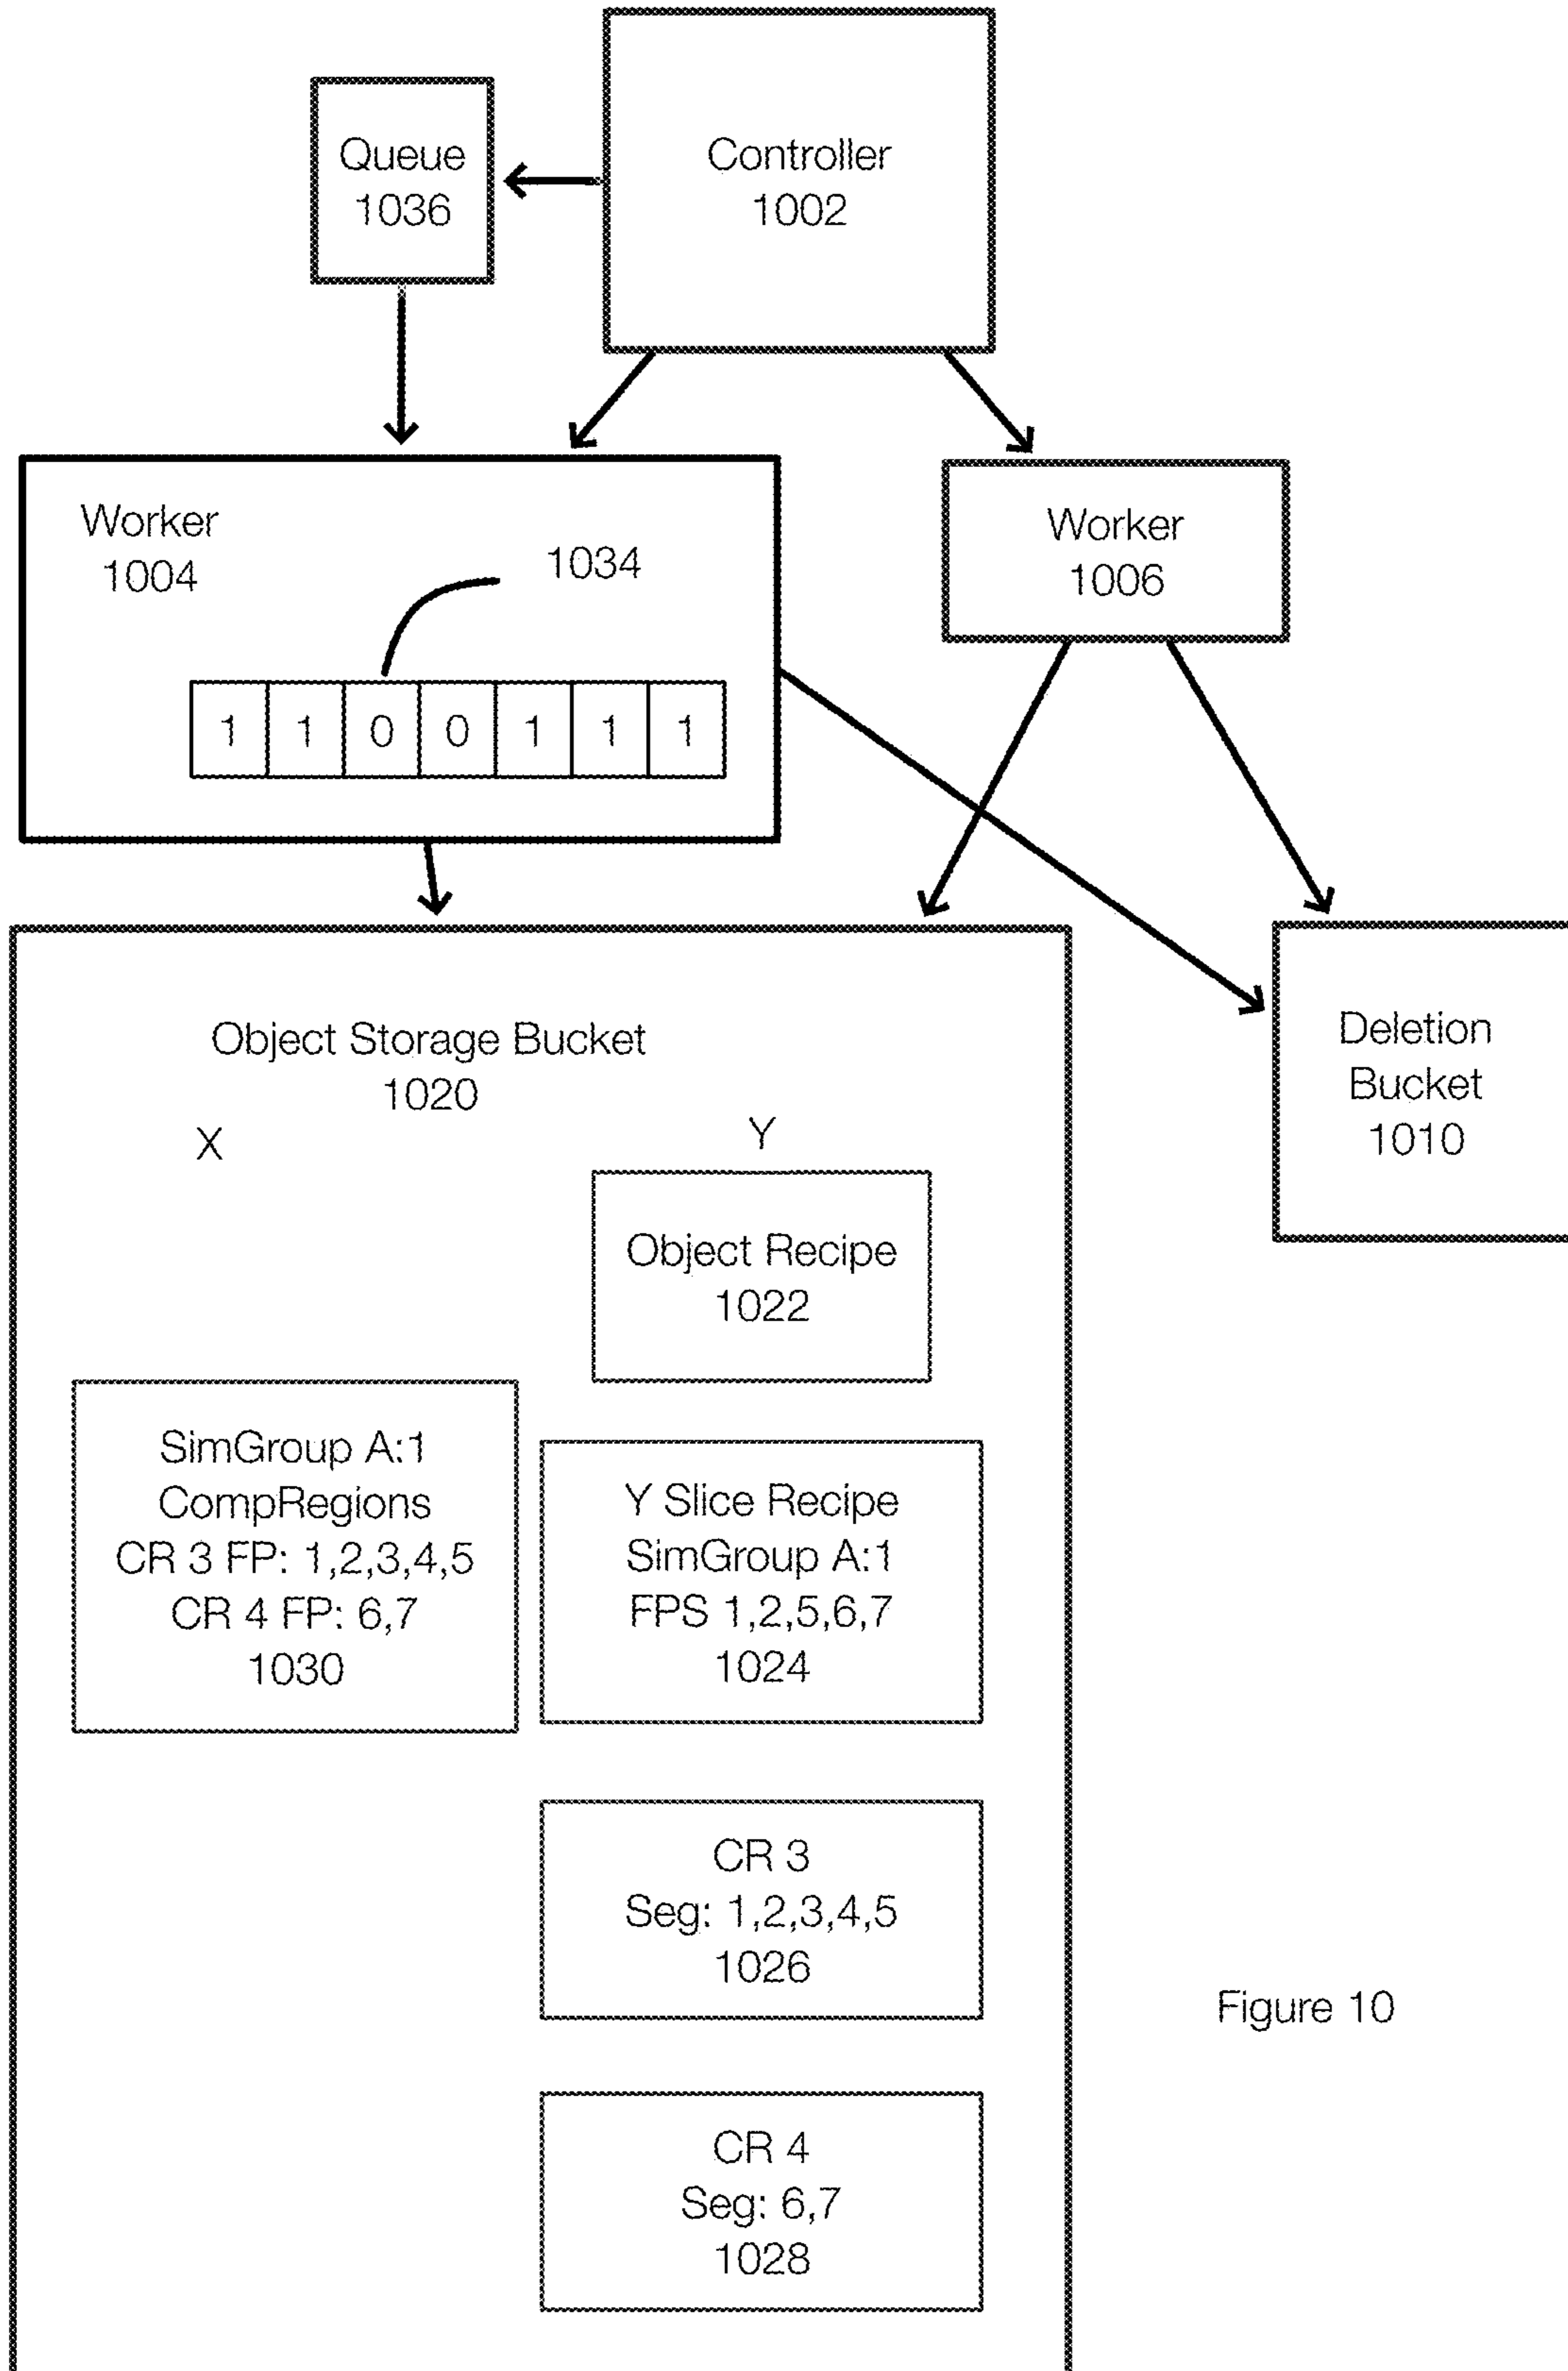 Queue
1036
Controller
1002
Worker
1004
1034
1 1 0 0 1 1 1
Worker
1006
Object Storage Bucket
1020
X
Y
Deletion
Bucket
1010
Object Recipe
1022
SimGroup A:1
CompRegions
CR 3 FP: 1,2,3,4,5
CR 4 FP: 6,7
1030
Y Slice Recipe
SimGroup A:1
FPS 1,2,5,6,7
1024
CR 3
Seg: 1,2,3,4,5
1026
CR 4
Seg: 6,7
1028
Figure 10